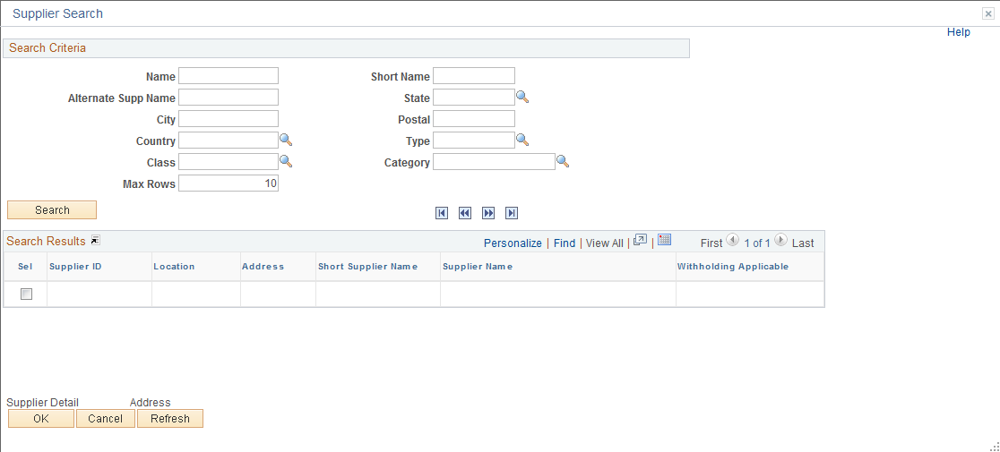 Supplier Search
Help
Search Criteria
Name Short Name
Alternate Supp Name State
City Postal
Country Type
Class Category
Max Rows 10
Search
Search Results Personalize | Find | View All | | First 1 of 1 Last
Sel Supplier ID Location Address Short Supplier Name Supplier Name Withholding Applicable
Supplier Detail Address
OK Cancel Refresh